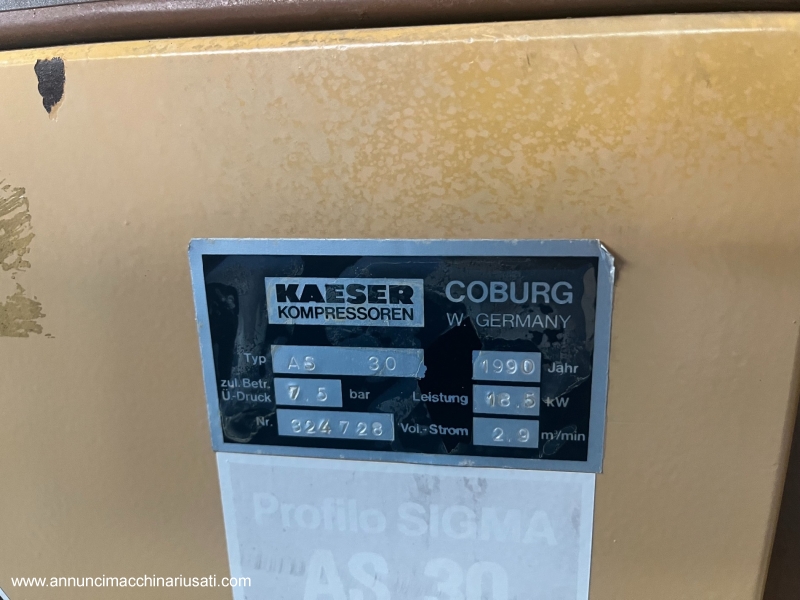 KAESER
KOMPRESSOREN
COBURG
W. GERMANY
Typ AS 30 1990 Jahr
zul. Betr.
Ü-Druck 7.5 bar Leistung 18.5 kW
Nr. 324728 Vol.-Strom 2.9 m³/min
Profilo SIGMA
AS 30
www.annuncimacchinariusati.com